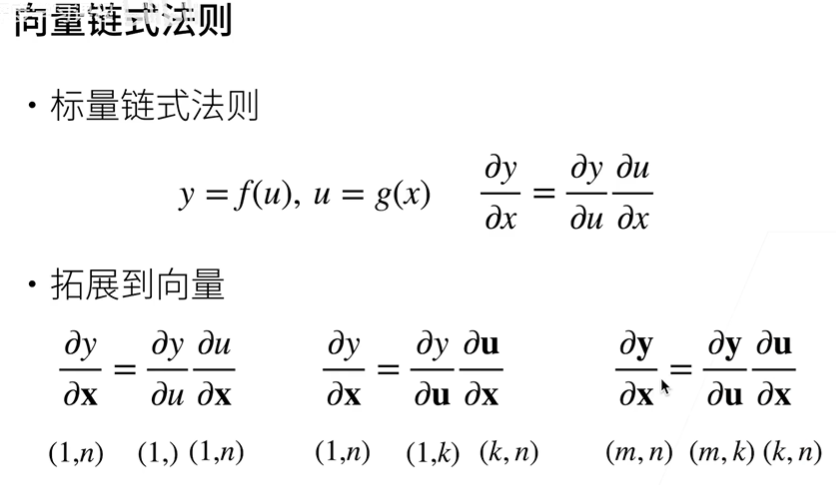 向量链式法则
• 标量链式法则
y = f(u), u = g(x)    ∂y/∂x = ∂y/∂u ∂u/∂x
• 拓展到向量
∂y/∂𝐱 = ∂y/∂u ∂u/∂𝐱    ∂y/∂𝐱 = ∂y/∂𝐮 ∂𝐮/∂𝐱    ∂𝐲/∂𝐱 = ∂𝐲/∂𝐮 ∂𝐮/∂𝐱
(1,n) (1,) (1,n)    (1,n) (1,k) (k, n)    (m, n) (m, k) (k, n)